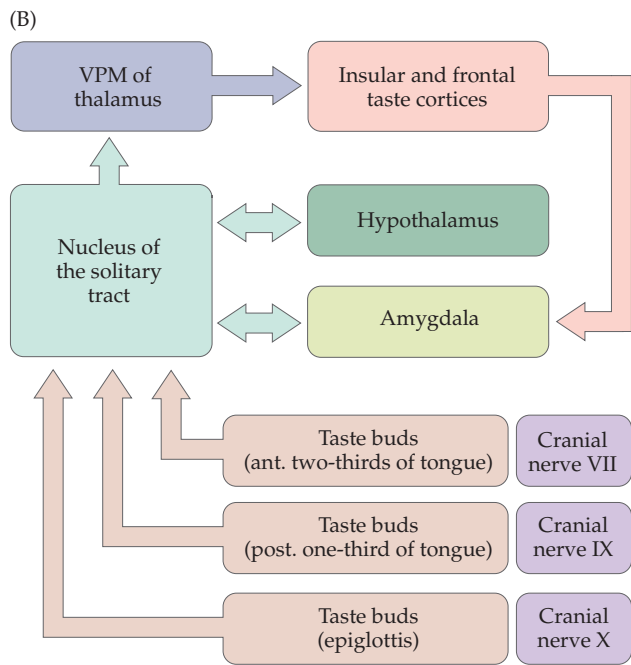 (B)
VPM of
thalamus
Insular and frontal
taste cortices
Nucleus of
the solitary
tract
Hypothalamus
Amygdala
Taste buds
(ant. two-thirds of tongue)
Cranial
nerve VII
Taste buds
(post. one-third of tongue)
Cranial
nerve IX
Taste buds
(epiglottis)
Cranial
nerve X